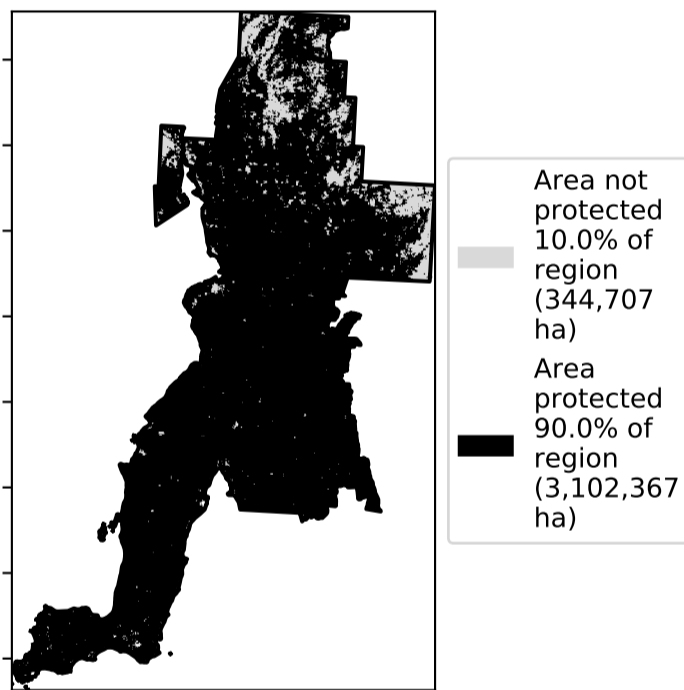 Area not
protected
10.0% of
region
(344,707
ha)
Area
protected
90.0% of
region
(3,102,367
ha)